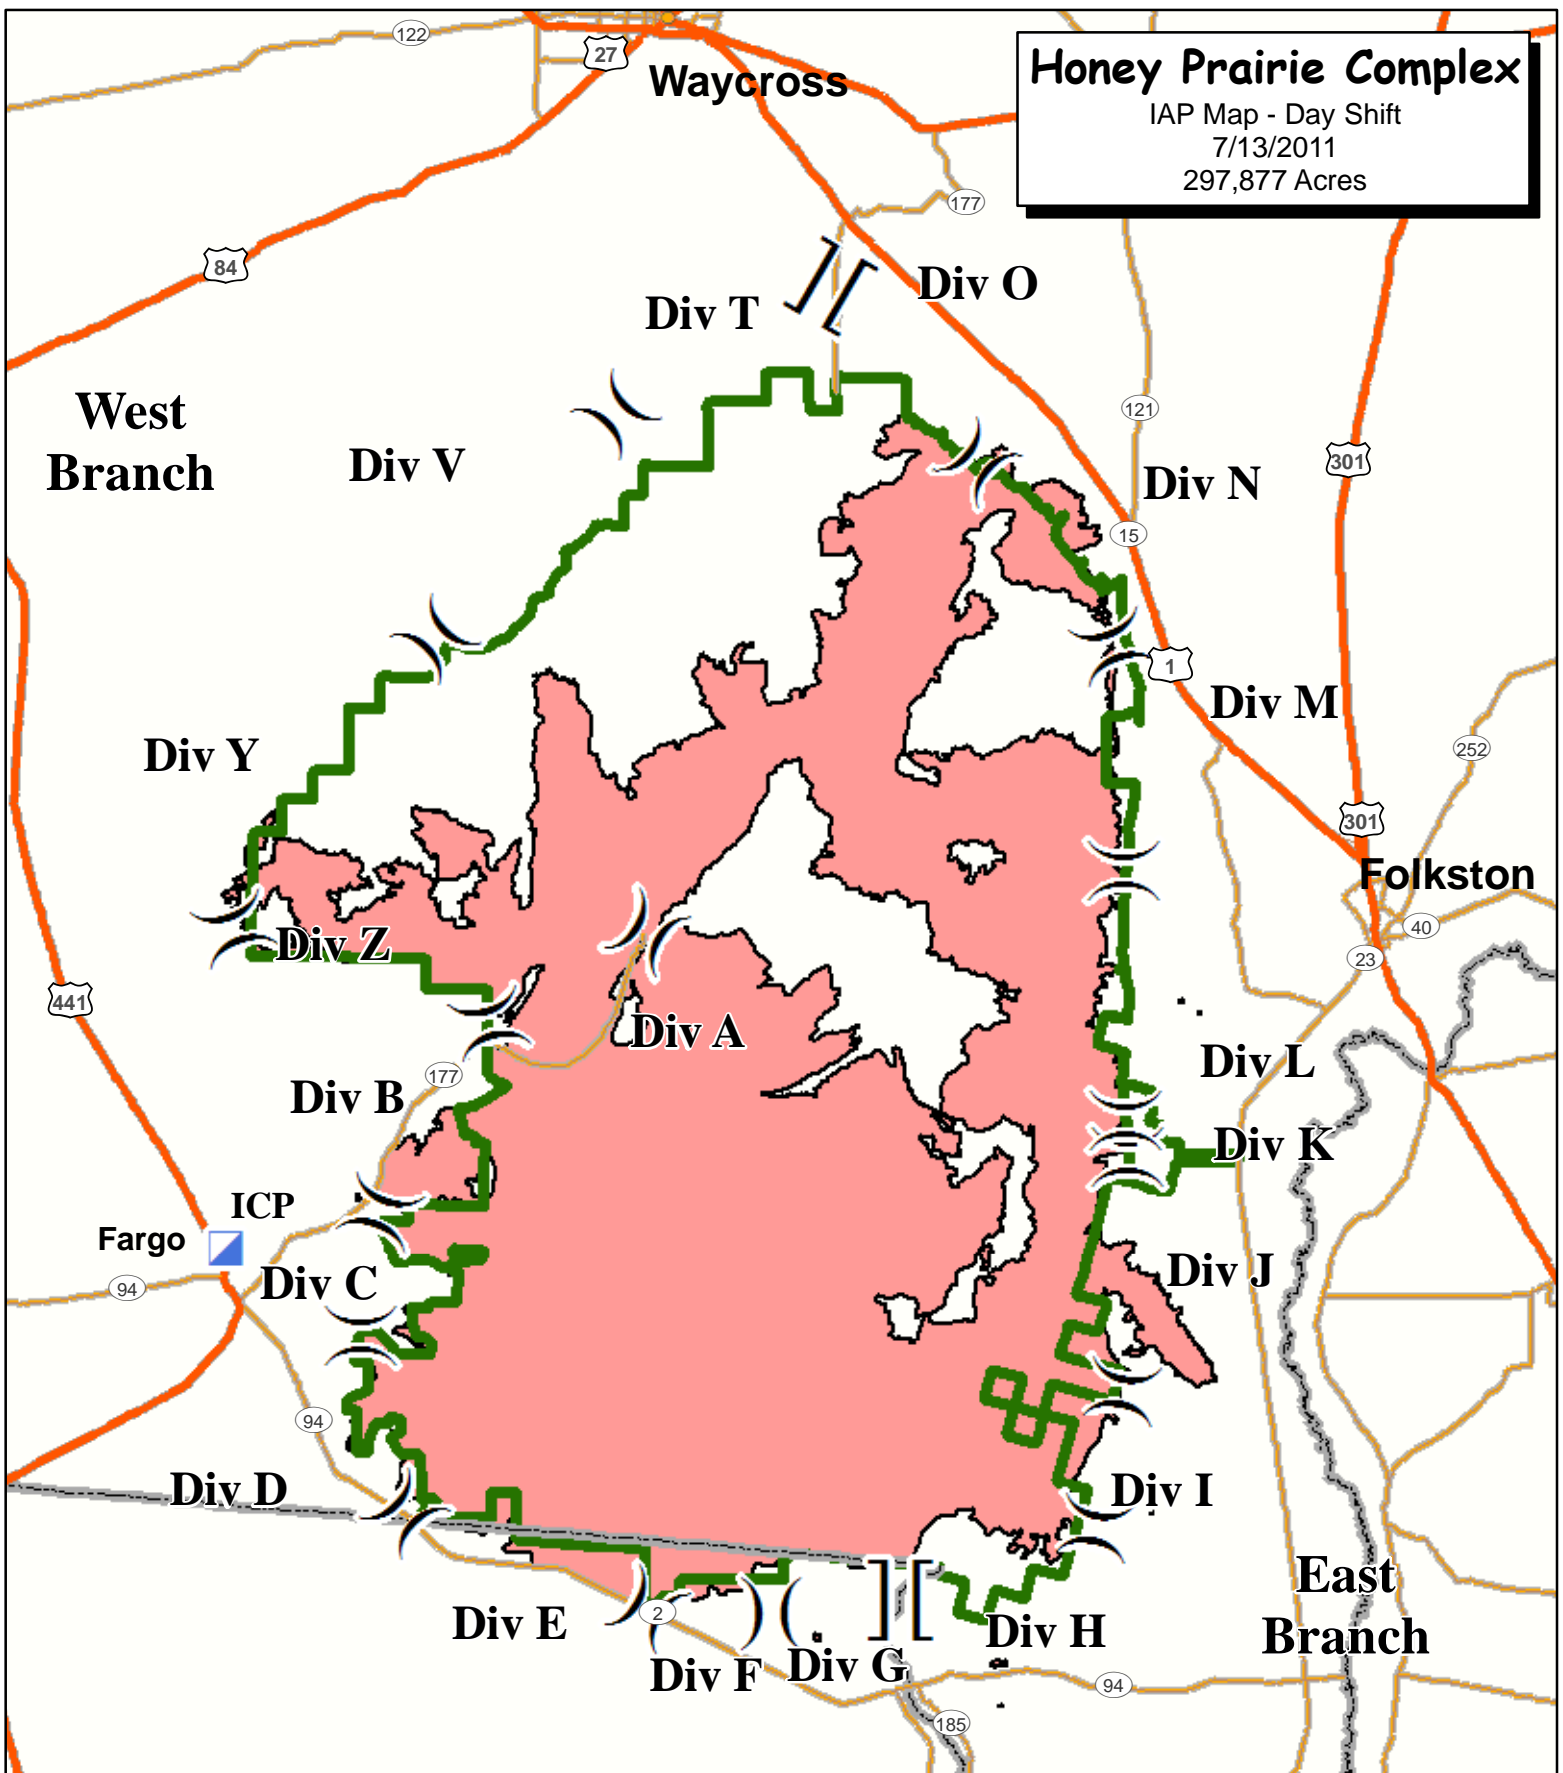 122
27
Waycross
Honey Prairie Complex
IAP Map - Day Shift
7/13/2011
297,877 Acres
177
84
Div O
Div T
West
Branch
121
Div V
301
Div N
15
1
Div M
252
Div Y
301
Folkston
40
Div Z
23
441
Div A
Div L
177
Div B
Div K
ICP
Fargo
Div J
94
Div C
94
Div D
Div I
East
Branch
2
Div E
Div H
Div F
Div G
94
185